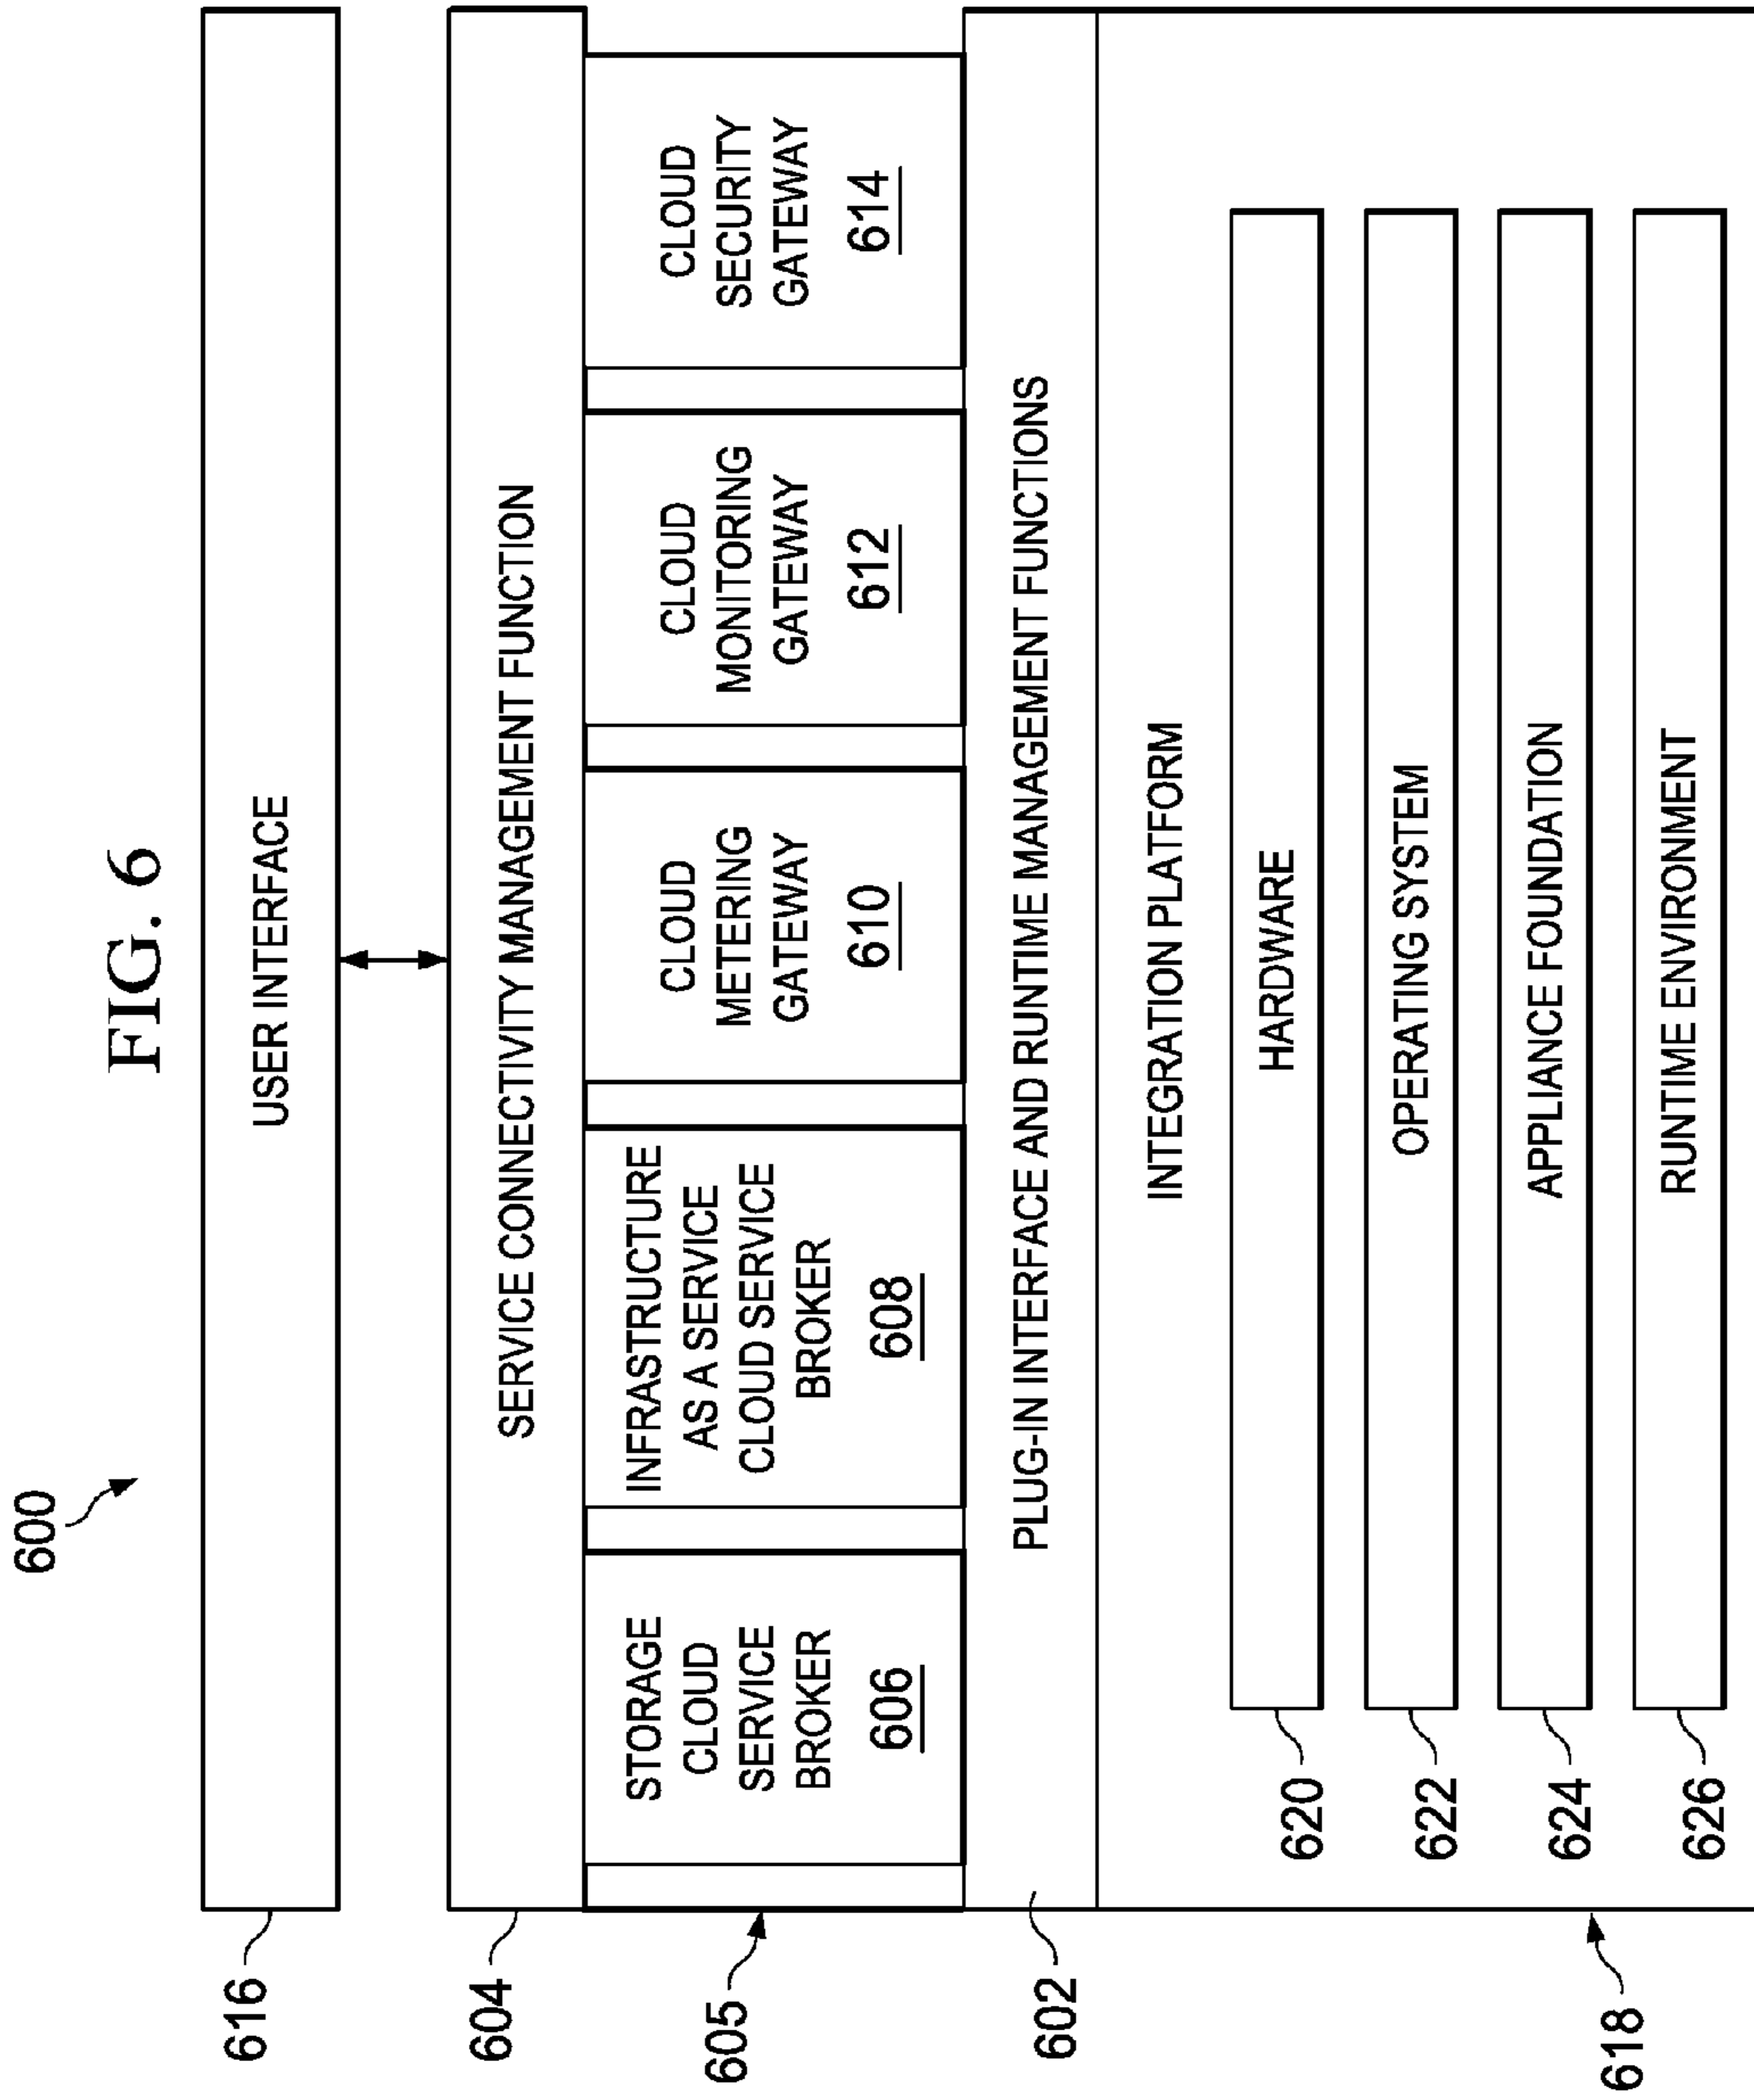 FIG. 6
600
USER INTERFACE
616
SERVICE CONNECTIVITY MANAGEMENT FUNCTION
604
605
STORAGE
CLOUD
SERVICE
BROKER
606
INFRASTRUCTURE
AS A SERVICE
CLOUD SERVICE
BROKER
608
CLOUD
METERING
GATEWAY
610
CLOUD
MONITORING
GATEWAY
612
CLOUD
SECURITY
GATEWAY
614
PLUG-IN INTERFACE AND RUNTIME MANAGEMENT FUNCTIONS
602
INTEGRATION PLATFORM
618
HARDWARE
620
OPERATING SYSTEM
622
APPLIANCE FOUNDATION
624
RUNTIME ENVIRONMENT
626